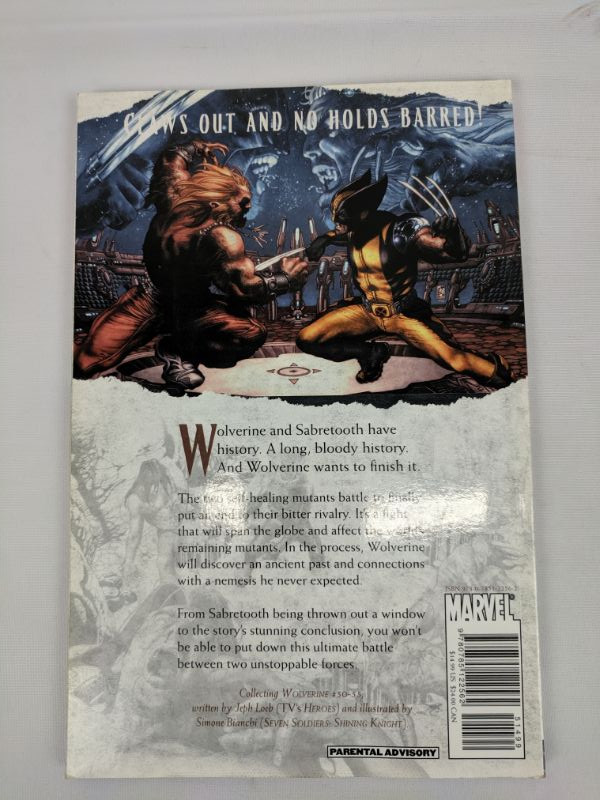 CLAWS OUT AND NO HOLDS BARRED!
Wolverine and Sabretooth have
history. A long, bloody history.
And Wolverine wants to finish it.
The two self-healing mutants battle to finally
put an end to their bitter rivalry. It's a fight
that will span the globe and affect the world's
remaining mutants. In the process, Wolverine
will discover an ancient past and connections
with a nemesis he never expected.
From Sabretooth being thrown out a window
to the story's stunning conclusion, you won't
be able to put down this ultimate battle
between two unstoppable forces.
Collecting WOLVERINE #50-55,
written by Jeph Loeb (TV's HEROES) and illustrated by
Simone Bianchi (SEVEN SOLDIERS: SHINING KNIGHT)
PARENTAL ADVISORY
MARVEL
9780785122562
$14.99 US $24.00 CAN
51499